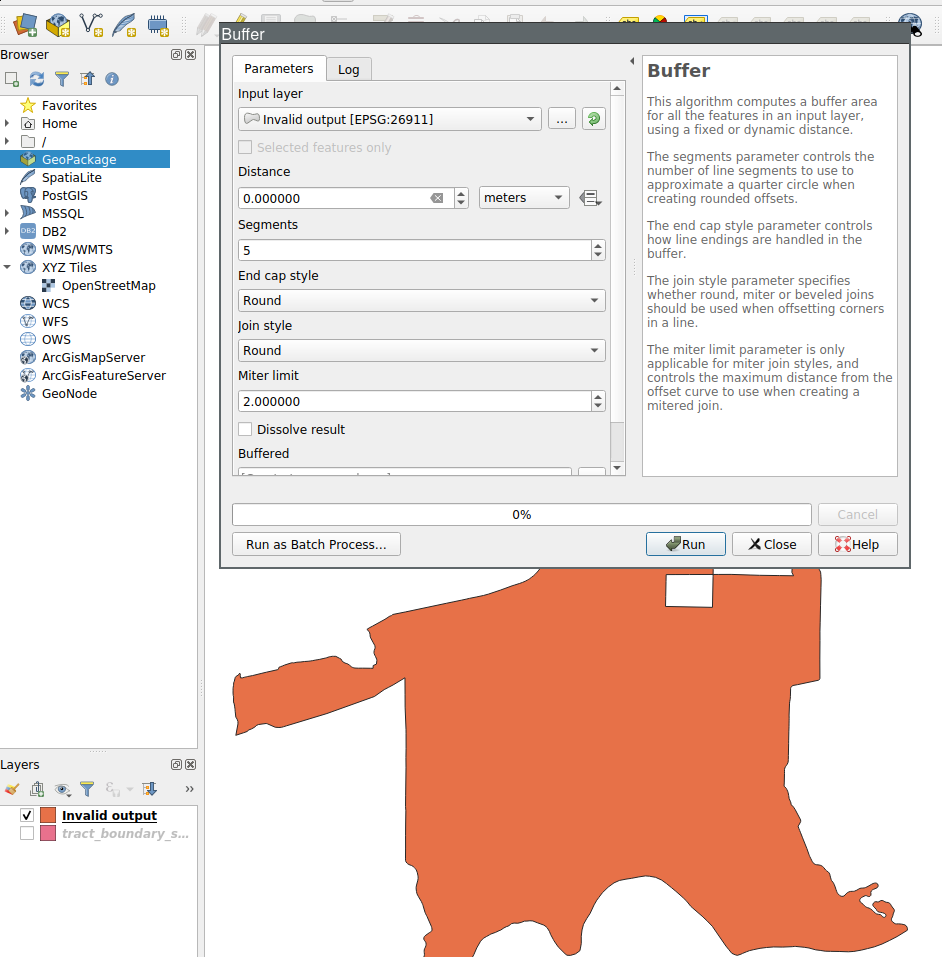 Buffer
Browser
Favorites
Home
/
GeoPackage
SpatiaLite
PostGIS
MSSQL
DB2
DB2
WMS/WMTS
XYZ Tiles
OpenStreetMap
WCS
WFS
OWS
ArcGisMapServer
ArcGisFeatureServer
GeoNode
Layers
»
Invalid output
tract_boundary_s...
Parameters
Log
Input layer
Invalid output [EPSG:26911]
...
Selected features only
Distance
0.000000
meters
Segments
5
End cap style
Round
Join style
Round
Miter limit
2.000000
Dissolve result
Buffered
Buffer
This algorithm computes a buffer area
for all the features in an input layer,
using a fixed or dynamic distance.
The segments parameter controls the
number of line segments to use to
approximate a quarter circle when
creating rounded offsets.
The end cap style parameter controls
how line endings are handled in the
buffer.
The join style parameter specifies
whether round, miter or beveled joins
should be used when offsetting corners
in a line.
The miter limit parameter is only
applicable for miter join styles, and
controls the maximum distance from the
offset curve to use when creating a
mitered join.
0%
Cancel
Run as Batch Process...
Run
Close
Help